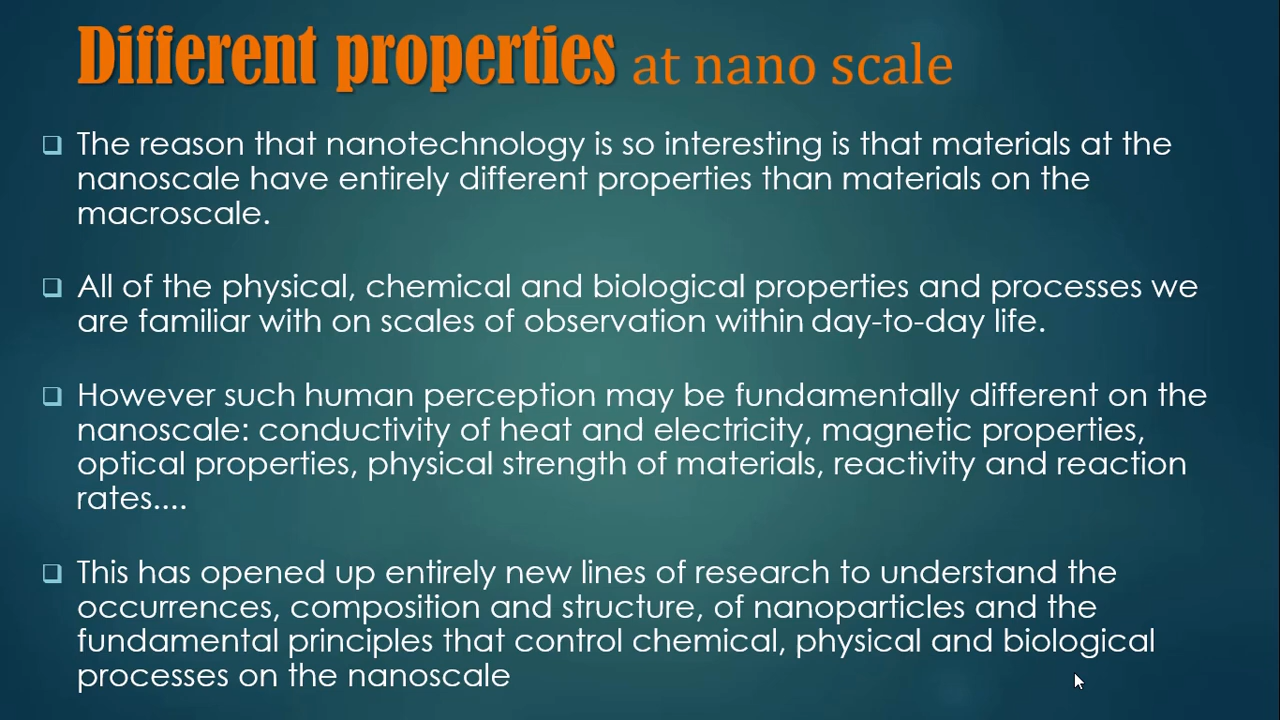 Different properties at nano scale
The reason that nanotechnology is so interesting is that materials at the
nanoscale have entirely different properties than materials on the
macroscale.
All of the physical, chemical and biological properties and processes we
are familiar with on scales of observation within day-to-day life.
However such human perception may be fundamentally different on the
nanoscale: conductivity of heat and electricity, magnetic properties,
optical properties, physical strength of materials, reactivity and reaction
rates....
This has opened up entirely new lines of research to understand the
occurrences, composition and structure, of nanoparticles and the
fundamental principles that control chemical, physical and biological
processes on the nanoscale